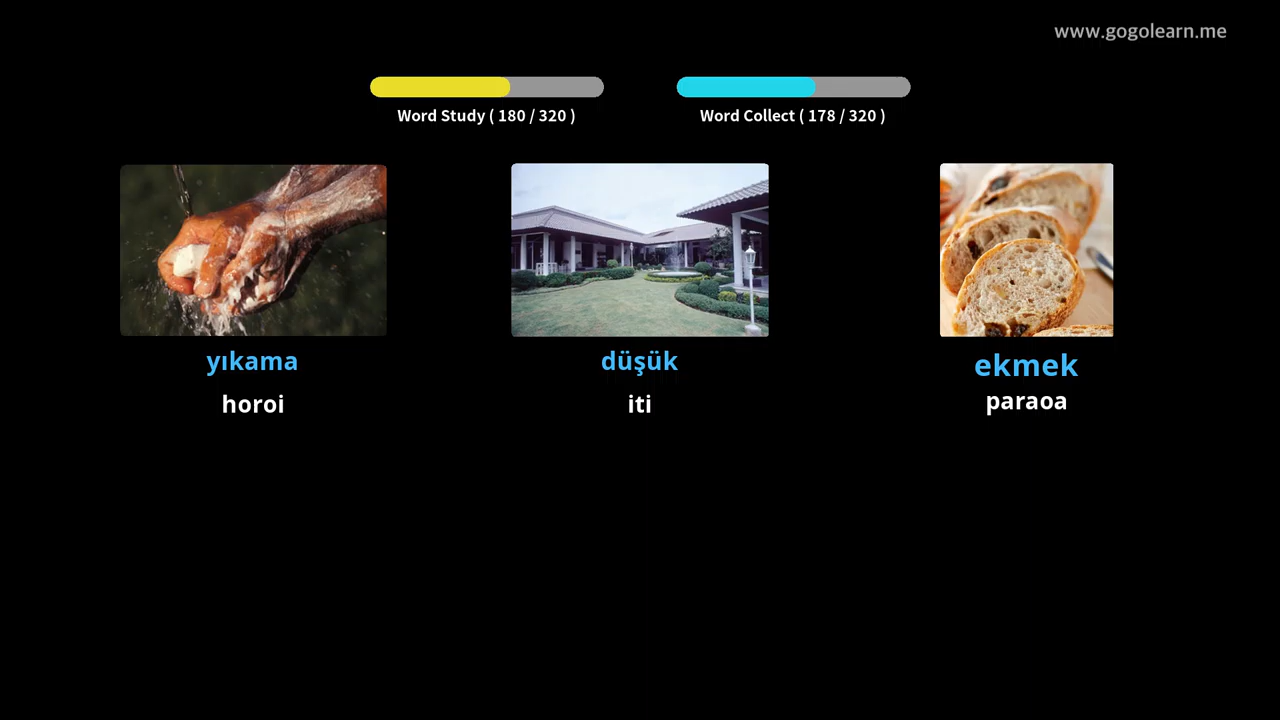 www.gogolearn.me
Word Study ( 180 / 320 )
Word Collect ( 178 / 320 )
yıkama
düşük
ekmek
horoi
iti
paraoa